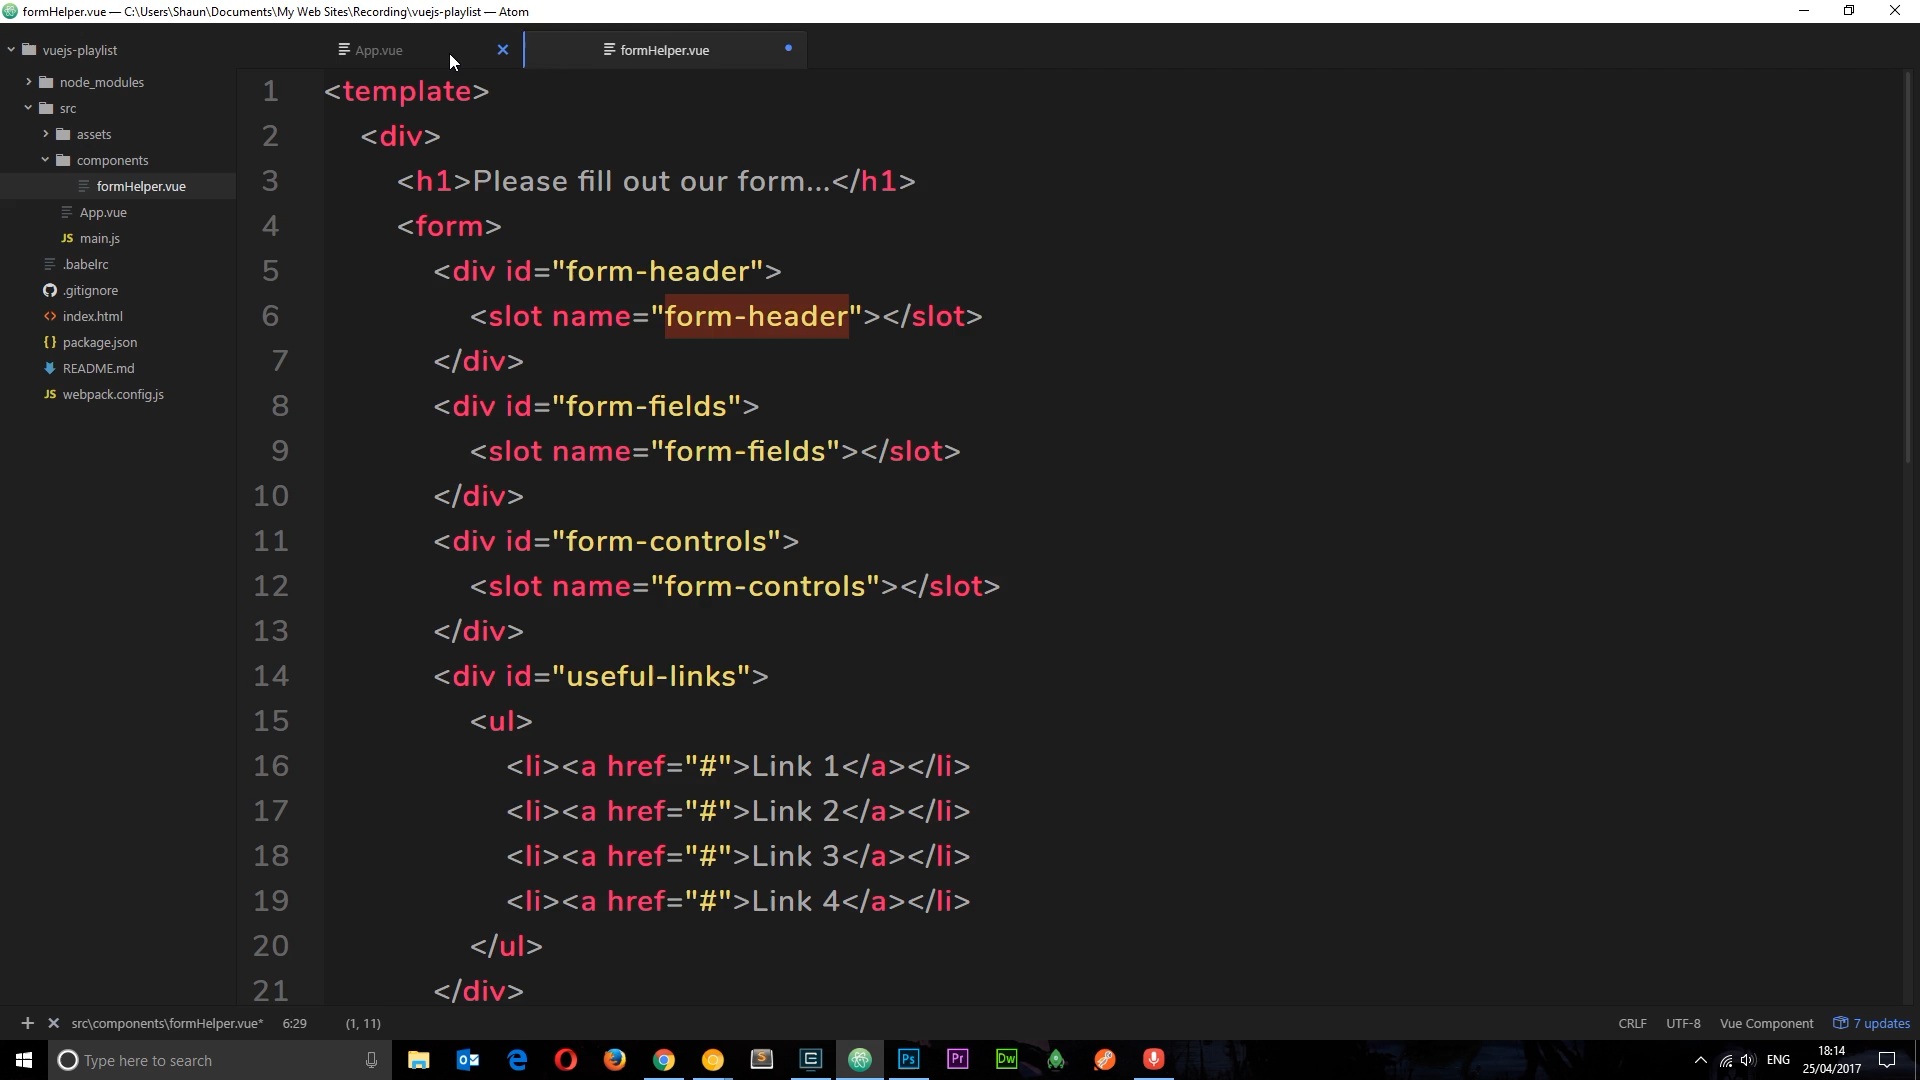 formHelper.vue — C:\Users\Shaun\Documents\My Web Sites\Recording\vuejs-playlist — Atom
vuejs-playlist
node_modules
src
assets
components
formHelper.vue
App.vue
JS main.js
.babelrc
.gitignore
<> index.html
{} package.json
README.md
JS webpack.config.js
App.vue
formHelper.vue
1 <template>
2 <div>
3 <h1>Please fill out our form...</h1>
4 <form>
5 <div id="form-header">
6 <slot name="form-header"></slot>
7 </div>
8 <div id="form-fields">
9 <slot name="form-fields"></slot>
10 </div>
11 <div id="form-controls">
12 <slot name="form-controls"></slot>
13 </div>
14 <div id="useful-links">
15 <ul>
16 <li><a href="#">Link 1</a></li>
17 <li><a href="#">Link 2</a></li>
18 <li><a href="#">Link 3</a></li>
19 <li><a href="#">Link 4</a></li>
20 </ul>
21 </div>
src\components\formHelper.vue* 6:29 (1, 11) CRLF UTF-8 Vue Component 7 updates
Type here to search
Ps
Pr
Dw
ENG
18:14
25/04/2017